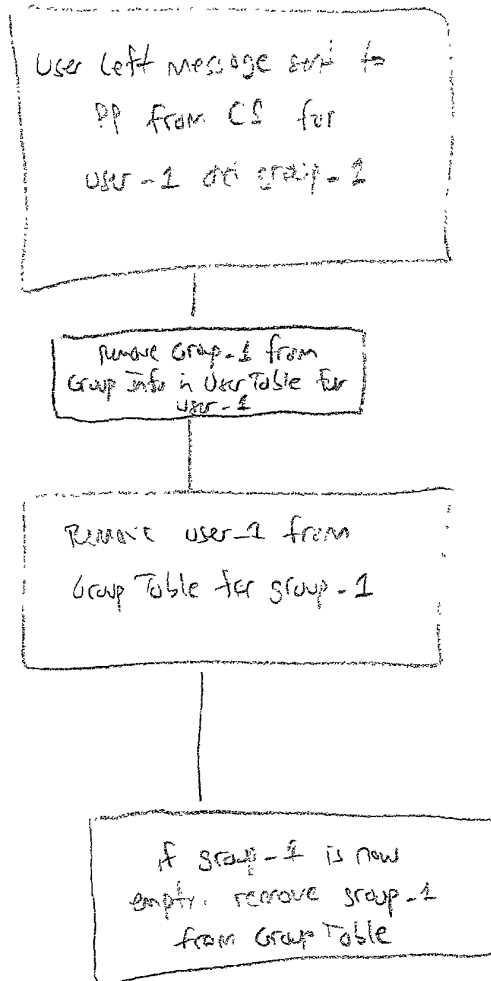 User Left Message sent to
PP from CS for
user-1 on group-1
Remove Group-1 from
Group Info in UserTable for
user-1
Remove user-1 from
Group Table for group-1
if group-1 is now
empty. remove group-1
from Group Table